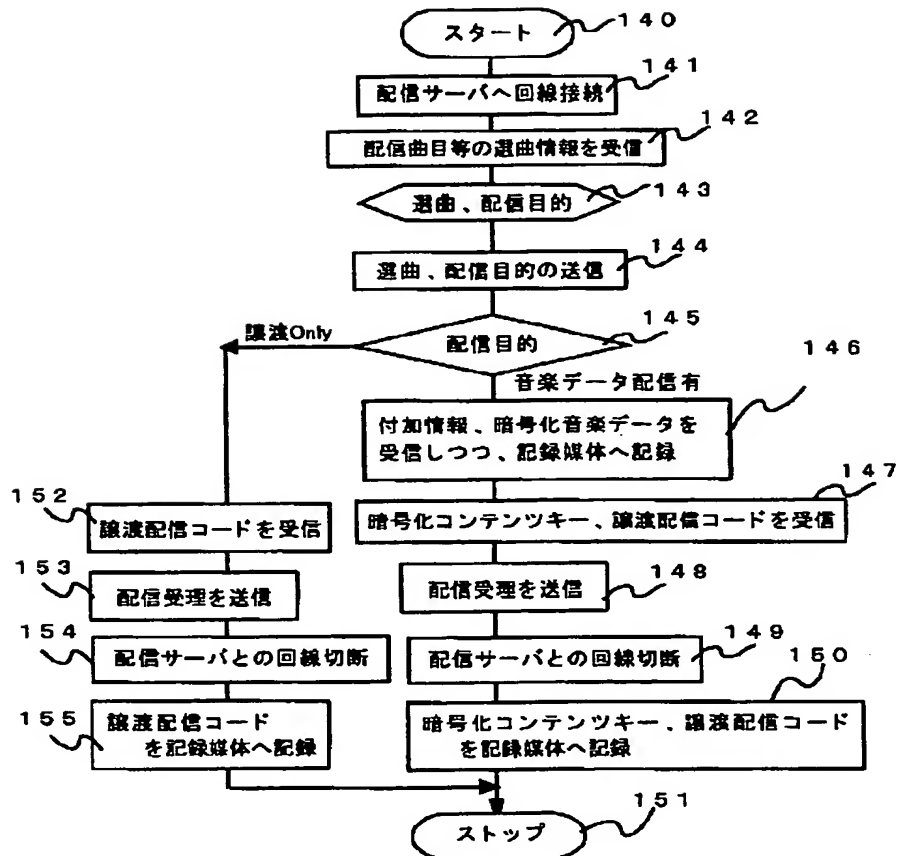 スタート
140
141
配信サーバへ回線接続
142
配信曲目等の選曲情報を受信
143
選曲、配信目的
144
選曲、配信目的の送信
145
配信目的
譲渡Only
音楽データ配信有
146
付加情報、暗号化音楽データを
受信しつつ、記録媒体へ記録
147
暗号化コンテンツキー、譲渡配信コードを受信
148
配信受理を送信
149
配信サーバとの回線切断
150
暗号化コンテンツキー、譲渡配信コード
を記録媒体へ記録
152
譲渡配信コードを受信
153
配信受理を送信
154
配信サーバとの回線切断
155
譲渡配信コード
を記録媒体へ記録
151
ストップ